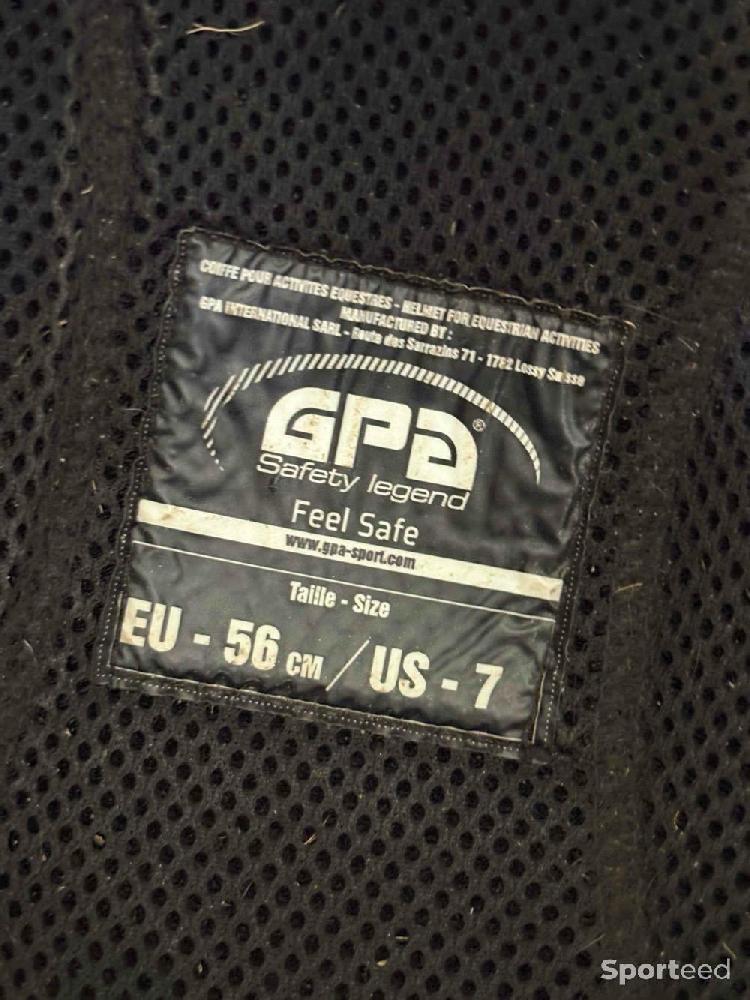 COIFFE POUR ACTIVITES EQUESTRES - HELMET FOR EQUESTRIAN ACTIVITIES
MANUFACTURED BY :
GPA INTERNATIONAL SARL - Route des Sarrazins 71 - 1782 Lossy Suisse
GPA®
Safety legend
Feel Safe
www.gpa-sport.com
Taille - Size
EU - 56 CM / US - 7
Sporteed